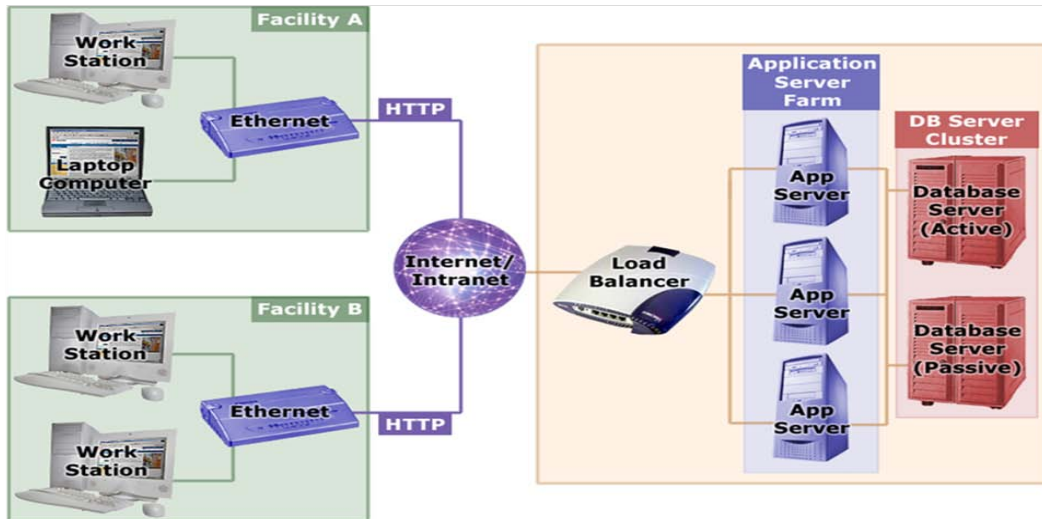 Facility A
Work
Station
Ethernet
HTTP
Laptop
Computer
Internet/
Intranet
Facility B
Work
Station
Ethernet
HTTP
Work
Station
Load
Balancer
Application
Server
Farm
App
Server
App
Server
App
Server
DB Server
Cluster
Database
Server
(Active)
Database
Server
(Passive)